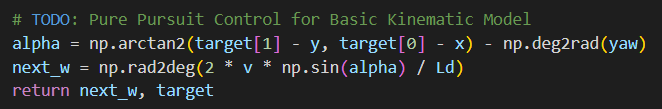 # TODO: Pure Pursuit Control for Basic Kinematic Model
alpha = np.arctan2(target[1] - y, target[0] - x) - np.deg2rad(yaw)
next_w = np.rad2deg(2 * v * np.sin(alpha) / Ld)
return next_w, target